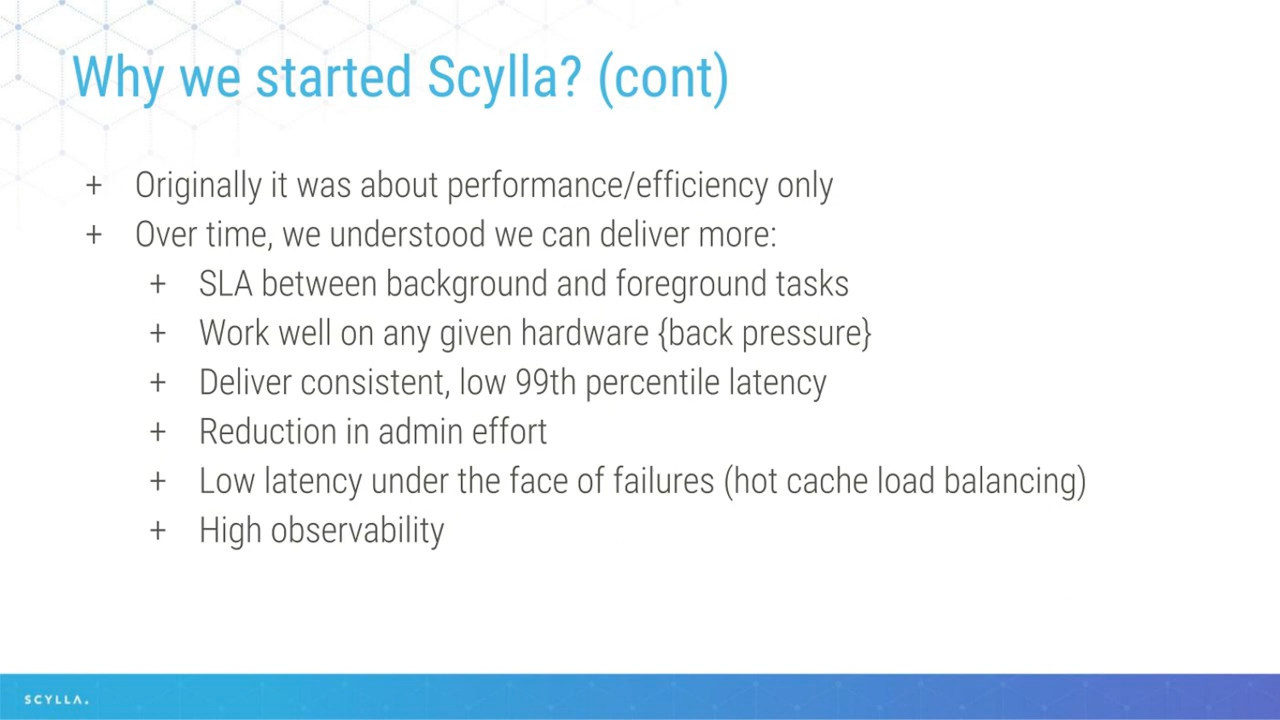 Why we started Scylla? (cont)
+ Originally it was about performance/efficiency only
+ Over time, we understood we can deliver more:
+ SLA between background and foreground tasks
+ Work well on any given hardware {back pressure}
+ Deliver consistent, low 99th percentile latency
+ Reduction in admin effort
+ Low latency under the face of failures (hot cache load balancing)
+ High observability
SCYLLA.